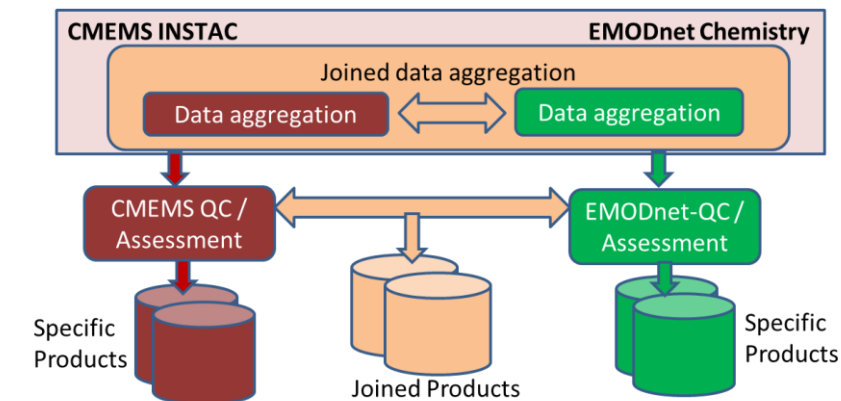 CMEMS INSTAC
EMODnet Chemistry
Joined data aggregation
Data aggregation
Data aggregation
CMEMS QC /
Assessment
EMODnet-QC /
Assessment
Specific
Products
Joined Products
Specific
Products